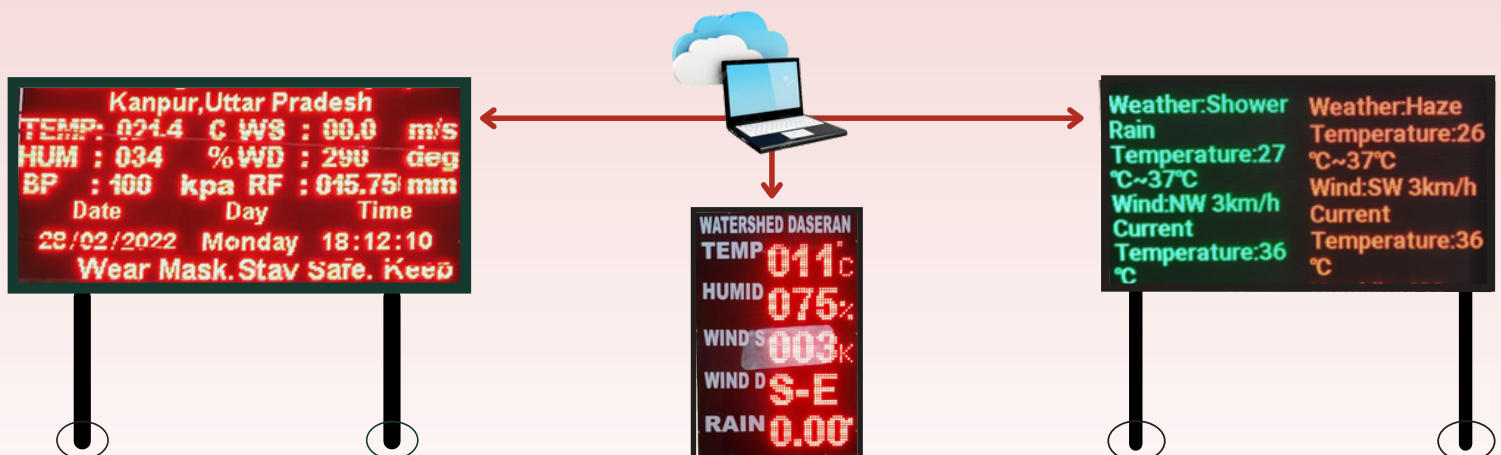 Kanpur,Uttar Pradesh
TEMP: 021.4 C WS : 00.0 m/s
HUM : 034 % WD : 290 deg
BP : 100 kpa RF : 015.75 mm
Date Day Time
28/02/2022 Monday 18:12:10
Wear Mask. Stay Safe. Keep
WATERSHED DASERAN
TEMP 011°C
HUMID 075%
WIND S 003K
WIND D S-E
RAIN 0.00
Weather:Shower
Rain
Temperature:27
℃~37℃
Wind:NW 3km/h
Current
Temperature:36
℃
Weather:Haze
Temperature:26
℃~37℃
Wind:SW 3km/h
Current
Temperature:36
℃